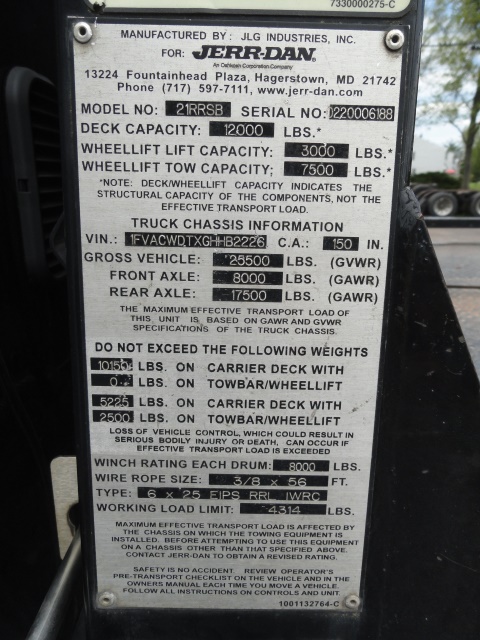 7330000275-C
MANUFACTURED BY: JLG INDUSTRIES, INC.
FOR: JERR-DAN®
An Oshkosh Corporation Company
13224 Fountainhead Plaza, Hagerstown, MD 21742
Phone (717) 597-7111, www.jerr-dan.com
MODEL NO: 21RRSB SERIAL NO: 0220006188
DECK CAPACITY: 12000 LBS.*
WHEELLIFT LIFT CAPACITY: 3000 LBS.*
WHEELLIFT TOW CAPACITY; 7500 LBS.*
*NOTE: DECK/WHEELLIFT CAPACITY INDICATES THE
STRUCTURAL CAPACITY OF THE COMPONENTS, NOT THE
EFFECTIVE TRANSPORT LOAD.
TRUCK CHASSIS INFORMATION
VIN.: 1FVACWDTXGHHB2226 C.A.: 150 IN.
GROSS VEHICLE: 25500 LBS. (GVWR)
FRONT AXLE: 8000 LBS. (GAWR)
REAR AXLE: 17500 LBS. (GAWR)
THE MAXIMUM EFFECTIVE TRANSPORT LOAD OF
THIS UNIT IS BASED ON GAWR AND GVWR
SPECIFICATIONS OF THE TRUCK CHASSIS.
DO NOT EXCEED THE FOLLOWING WEIGHTS
10150 LBS. ON CARRIER DECK WITH
0 LBS. ON TOWBAR/WHEELLIFT
5225 LBS. ON CARRIER DECK WITH
2500 LBS. ON TOWBAR/WHEELLIFT
LOSS OF VEHICLE CONTROL, WHICH COULD RESULT IN
SERIOUS BODILY INJURY OR DEATH, CAN OCCUR IF
EFFECTIVE TRANSPORT LOAD IS EXCEEDED
WINCH RATING EACH DRUM: 8000 LBS.
WIRE ROPE SIZE: 3/8 x 56 FT.
TYPE: 6 x 25 EIPS RRL IWRC
WORKING LOAD LIMIT: 4314 LBS.
MAXIMUM EFFECTIVE TRANSPORT LOAD IS AFFECTED BY
THE CHASSIS ON WHICH THE TOWING EQUIPMENT IS
INSTALLED. BEFORE ATTEMPTING TO USE THIS EQUIPMENT
ON A CHASSIS OTHER THAN THAT SPECIFIED ABOVE.
CONTACT JERR-DAN TO OBTAIN A REVISED RATING.
SAFETY IS NO ACCIDENT. REVIEW OPERATOR'S
PRE-TRANSPORT CHECKLIST ON THE VEHICLE AND IN THE
OWNERS MANUAL EACH TIME YOU MOVE A VEHICLE.
FOLLOW ALL INSTRUCTIONS ON CONTROLS AND UNIT.
1001132764-C